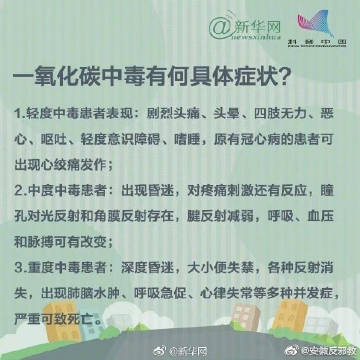 @新华网
newsxinhua
科普中国
一氧化碳中毒有何具体症状？
1.轻度中毒患者表现：剧烈头痛、头晕、四肢无力、恶
心、呕吐、轻度意识障碍、嗜睡，原有冠心病的患者可
出现心绞痛发作；
2.中度中毒患者：出现昏迷，对疼痛刺激还有反应，瞳
孔对光反射和角膜反射存在，腱反射减弱，呼吸、血压
和脉搏可有改变；
3.重度中毒患者：深度昏迷，大小便失禁，各种反射消
失，出现肺脑水肿、呼吸急促、心律失常等多种并发症，
严重可致死亡。
@新华网
@安徽反邪教